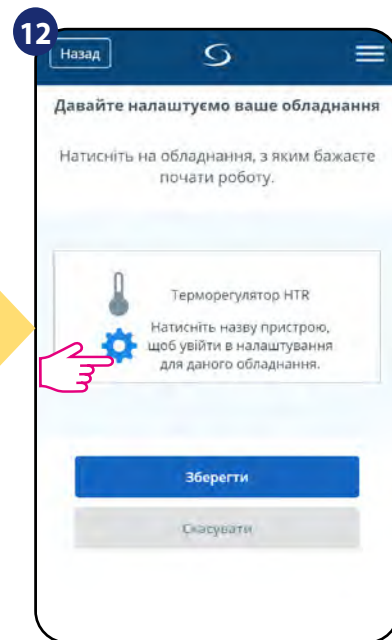 12
Назад
Давайте налаштуємо ваше обладнання
Натисніть на обладнання, з яким бажаєте
почати роботу.
Терморегулятор HTR
Натисніть назву пристрою,
щоб увійти в налаштування
для даного обладнання.
Зберегти
Скасувати